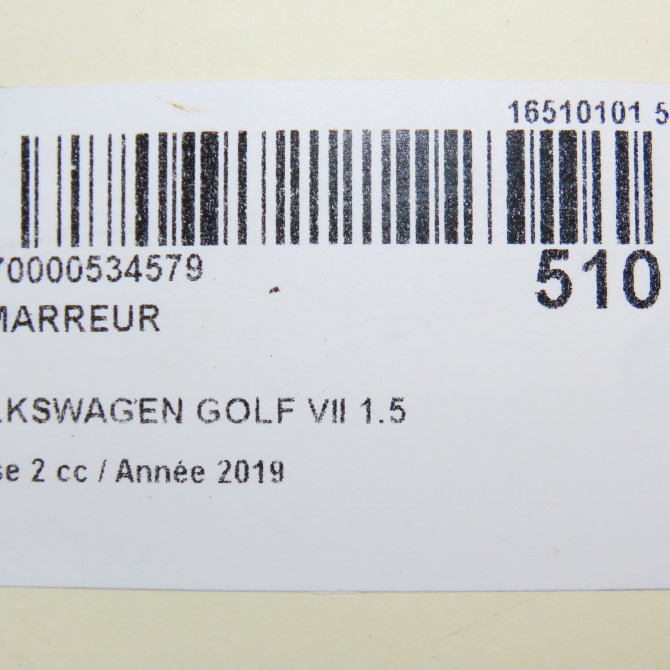 16510101 5
70000534579
510
MARREUR
LKSWAGEN GOLF VII 1.5
se 2 cc / Année 2019